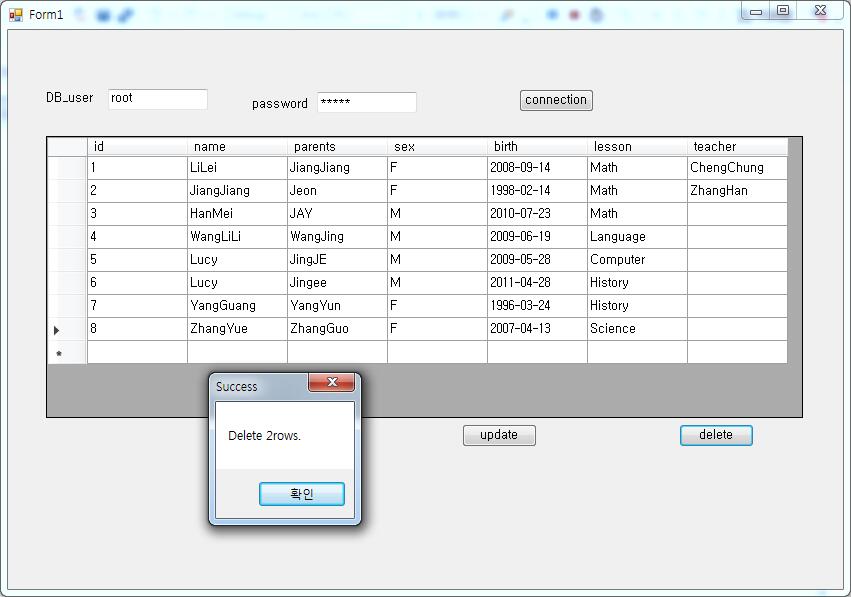 Form1
DB_user root password ***** connection
id name parents sex birth lesson teacher
1 LiLei JiangJiang F 2008-09-14 Math ChengChung
2 JiangJiang Jeon F 1998-02-14 Math ZhangHan
3 HanMei JAY M 2010-07-23 Math
4 WangLiLi WangJing M 2009-06-19 Language
5 Lucy JingJE M 2009-05-28 Computer
6 Lucy Jingee M 2011-04-28 History
7 YangGuang YangYun F 1996-03-24 History
8 ZhangYue ZhangGuo F 2007-04-13 Science
*
Success
Delete 2rows.
확인
update delete